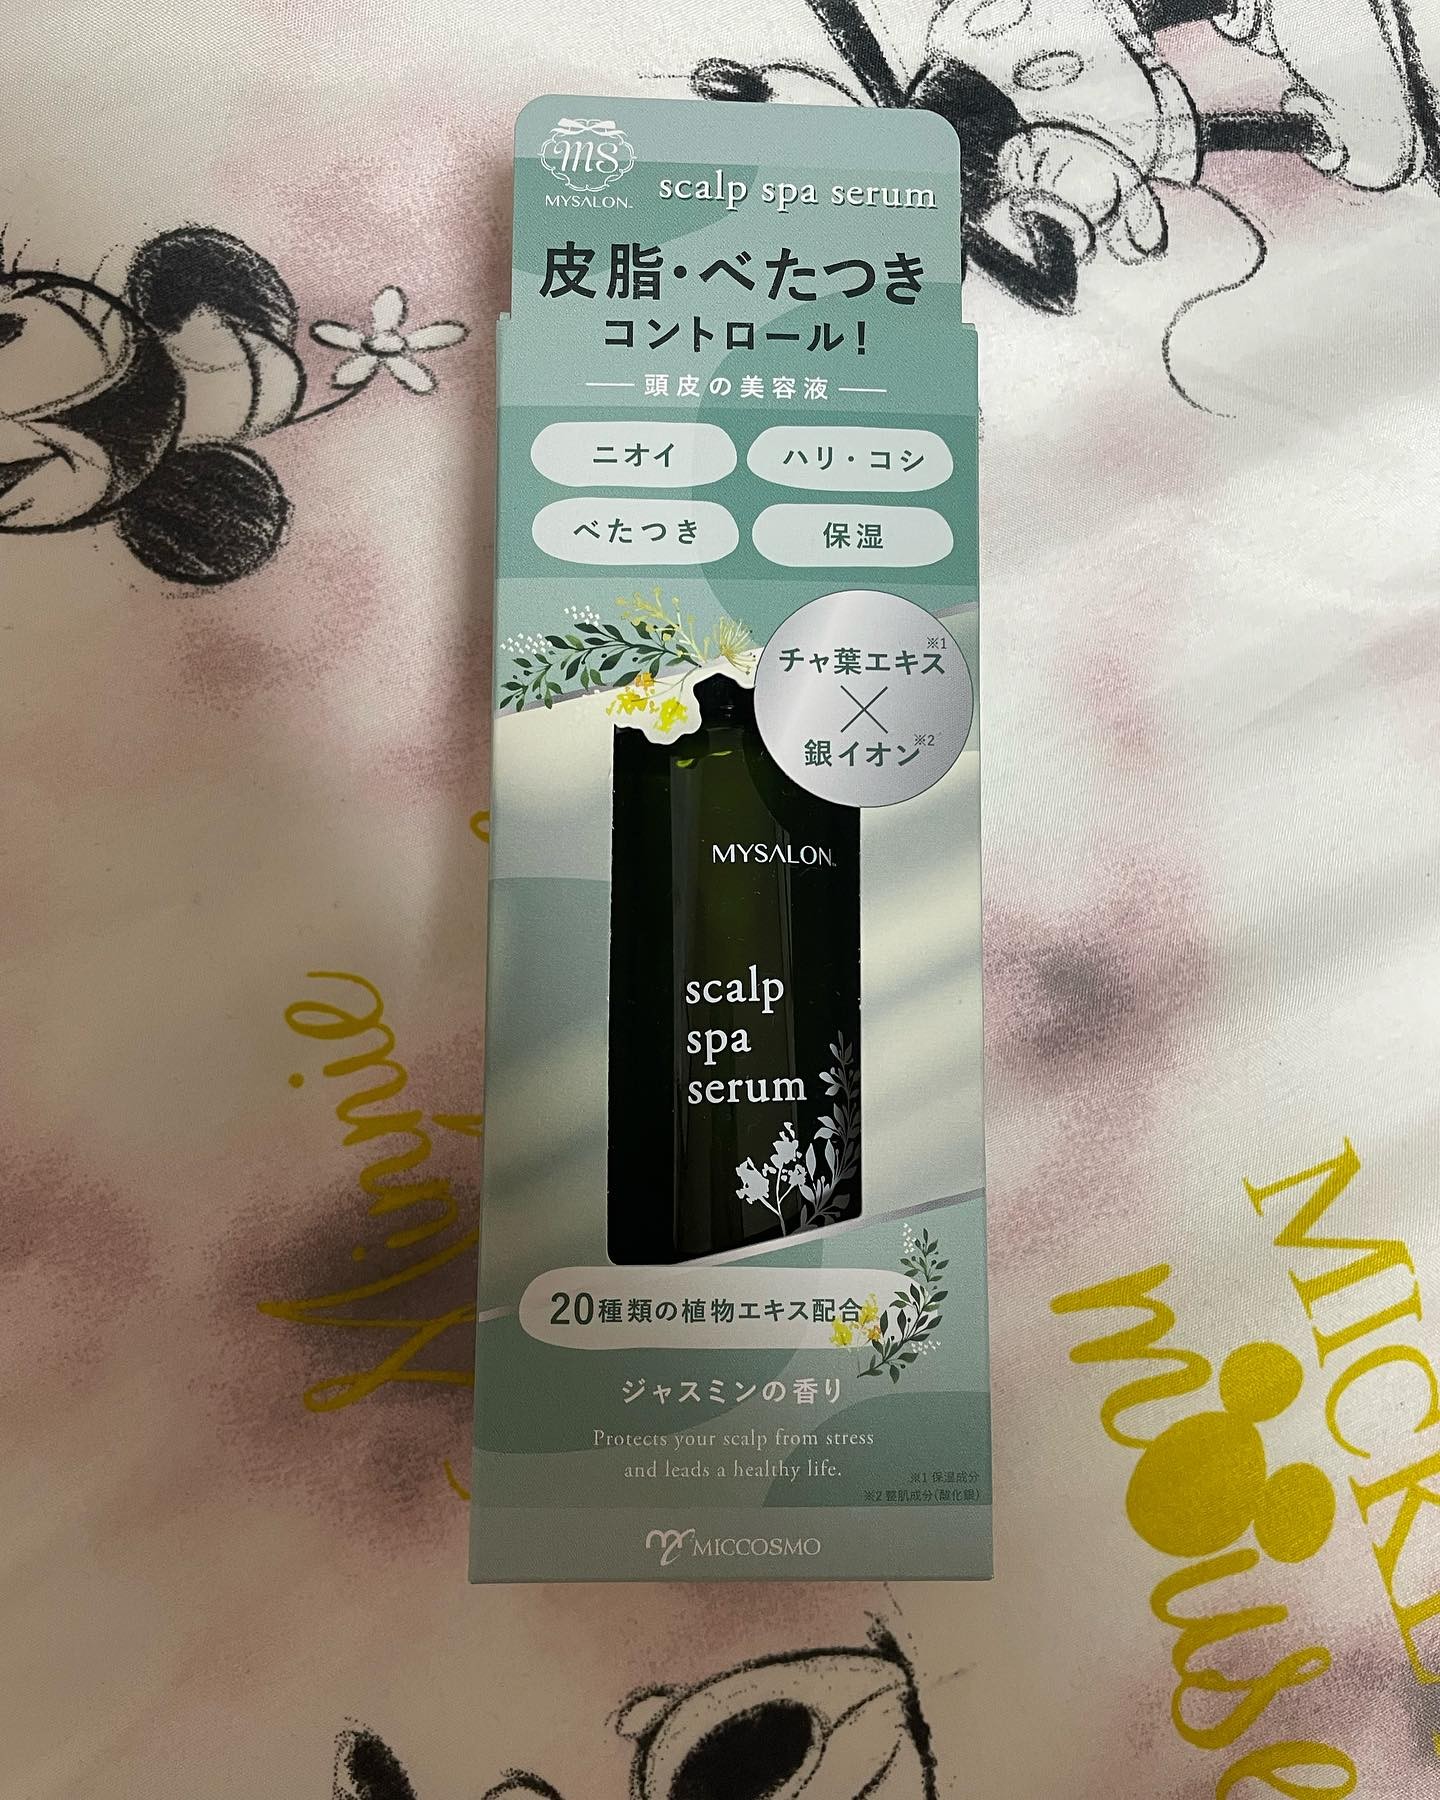 ms
MYSALON
scalp spa serum
皮脂・べたつき
コントロール!
頭皮の美容液
ニオイ
ハリ・コシ
べたつき
保湿
チャ葉エキス※1
×
銀イオン※2
MYSALON
scalp
spa
serum
20種類の植物エキス配合
ジャスミンの香り
Protects your scalp from stress
and leads a healthy life.
※1 保湿成分
※2 整肌成分(酸化銀)
MICCOSMO
Minnie
MICKEY
mouse